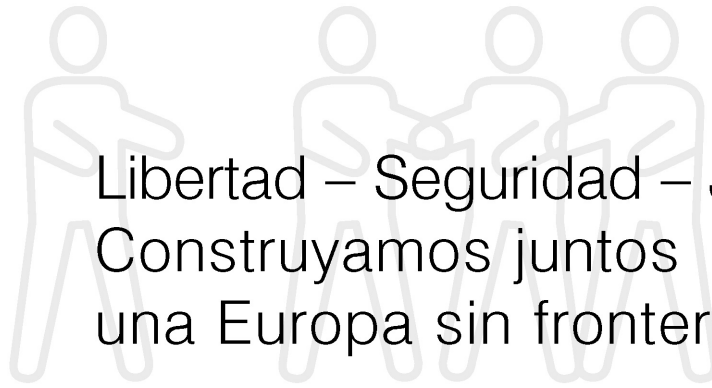 Libertad – Seguridad –
Construyamos juntos
una Europa sin fronter